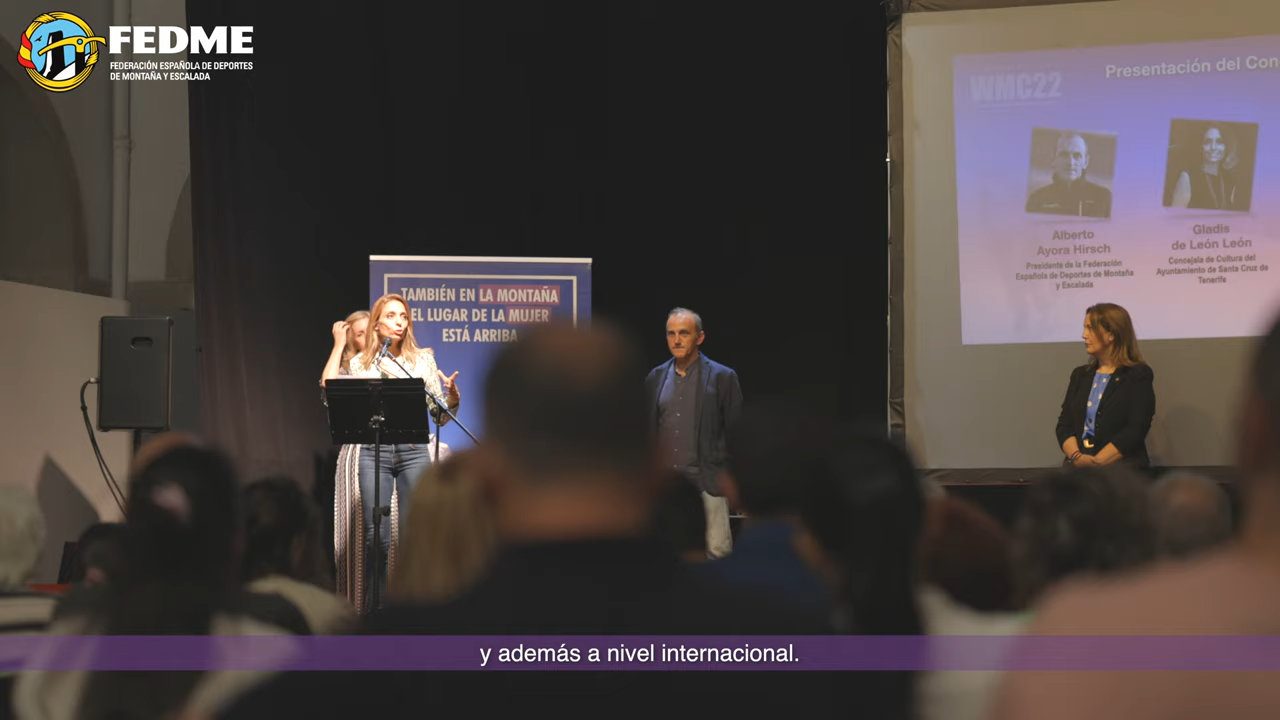 FEDME
FEDERACIÓN ESPAÑOLA DE DEPORTES
DE MONTAÑA Y ESCALADA
WMC22
Presentación del Con
Alberto
Ayora Hirsch
Presidente de la Federación
Española de Deportes de Montaña
y Escalada
Gladis
de León León
Concejala de Cultura del
Ayuntamiento de Santa Cruz de
Tenerife
TAMBIÉN EN LA MONTAÑA
EL LUGAR DE LA MUJER
ESTÁ ARRIBA
y además a nivel internacional.